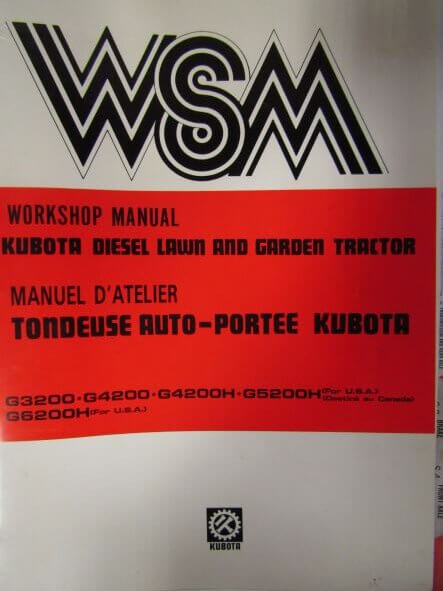 WSM
WORKSHOP MANUAL
KUBOTA DIESEL LAWN AND GARDEN TRACTOR
MANUEL D'ATELIER
TONDEUSE AUTO-PORTEE KUBOTA
G3200·G4200·G4200H·G5200H (For U.S.A.)
(Destiné au Canada)
G6200H (For U.S.A.)
KUBOTA